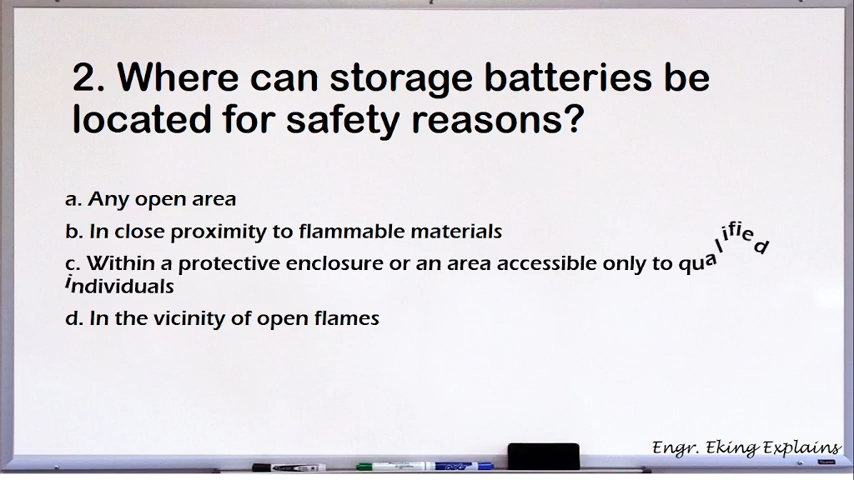 2. Where can storage batteries be
located for safety reasons?
a. Any open area
b. In close proximity to flammable materials
c. Within a protective enclosure or an area accessible only to qualified
individuals
d. In the vicinity of open flames
Engr. Eking Explains